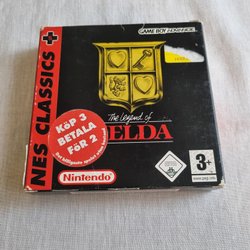 GAME BOY ADVANCE
NES CLASSICS
The Legend of
ZELDA
KÖP 3
BETALA
FÖR 2
Nintendo
3+